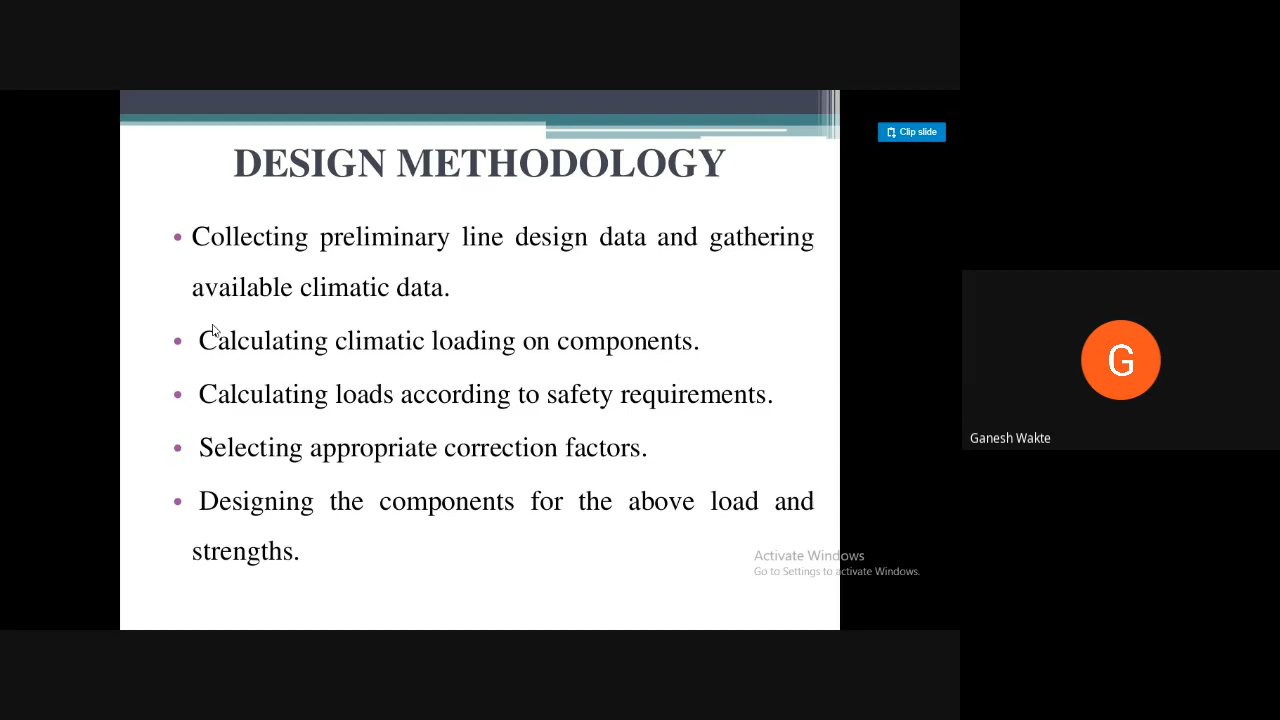 Clip slide
DESIGN METHODOLOGY
• Collecting preliminary line design data and gathering
available climatic data.
• Calculating climatic loading on components.
• Calculating loads according to safety requirements.
• Selecting appropriate correction factors.
• Designing the components for the above load and
strengths.
Activate Windows
Go to Settings to activate Windows.
G
Ganesh Wakte